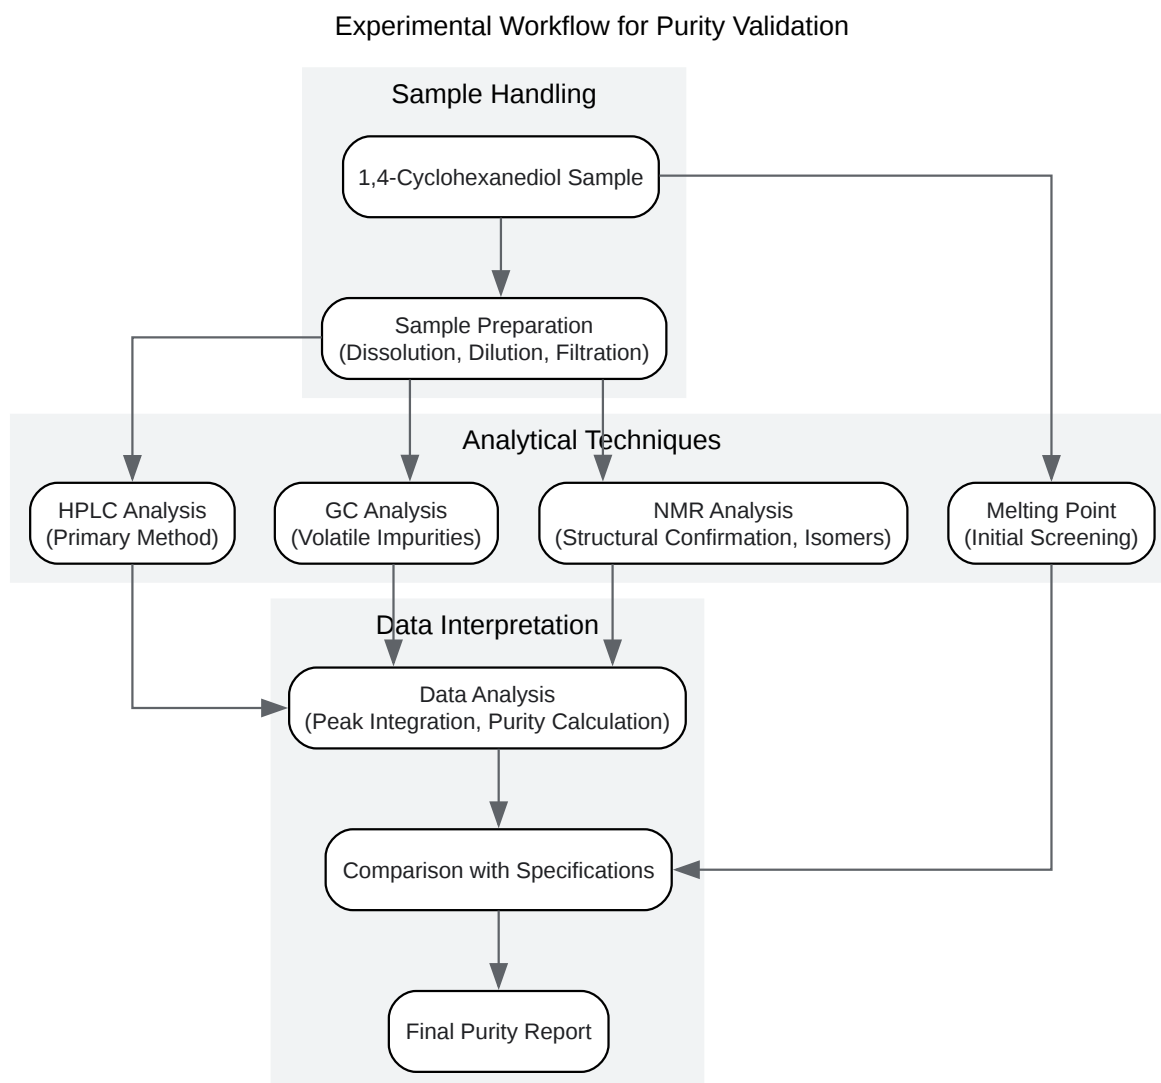 Experimental Workflow for Purity Validation
Sample Handling
1,4-Cyclohexanediol Sample
Sample Preparation
(Dissolution, Dilution, Filtration)
Analytical Techniques
HPLC Analysis
(Primary Method)
GC Analysis
(Volatile Impurities)
NMR Analysis
(Structural Confirmation, Isomers)
Melting Point
(Initial Screening)
Data Interpretation
Data Analysis
(Peak Integration, Purity Calculation)
Comparison with Specifications
Final Purity Report